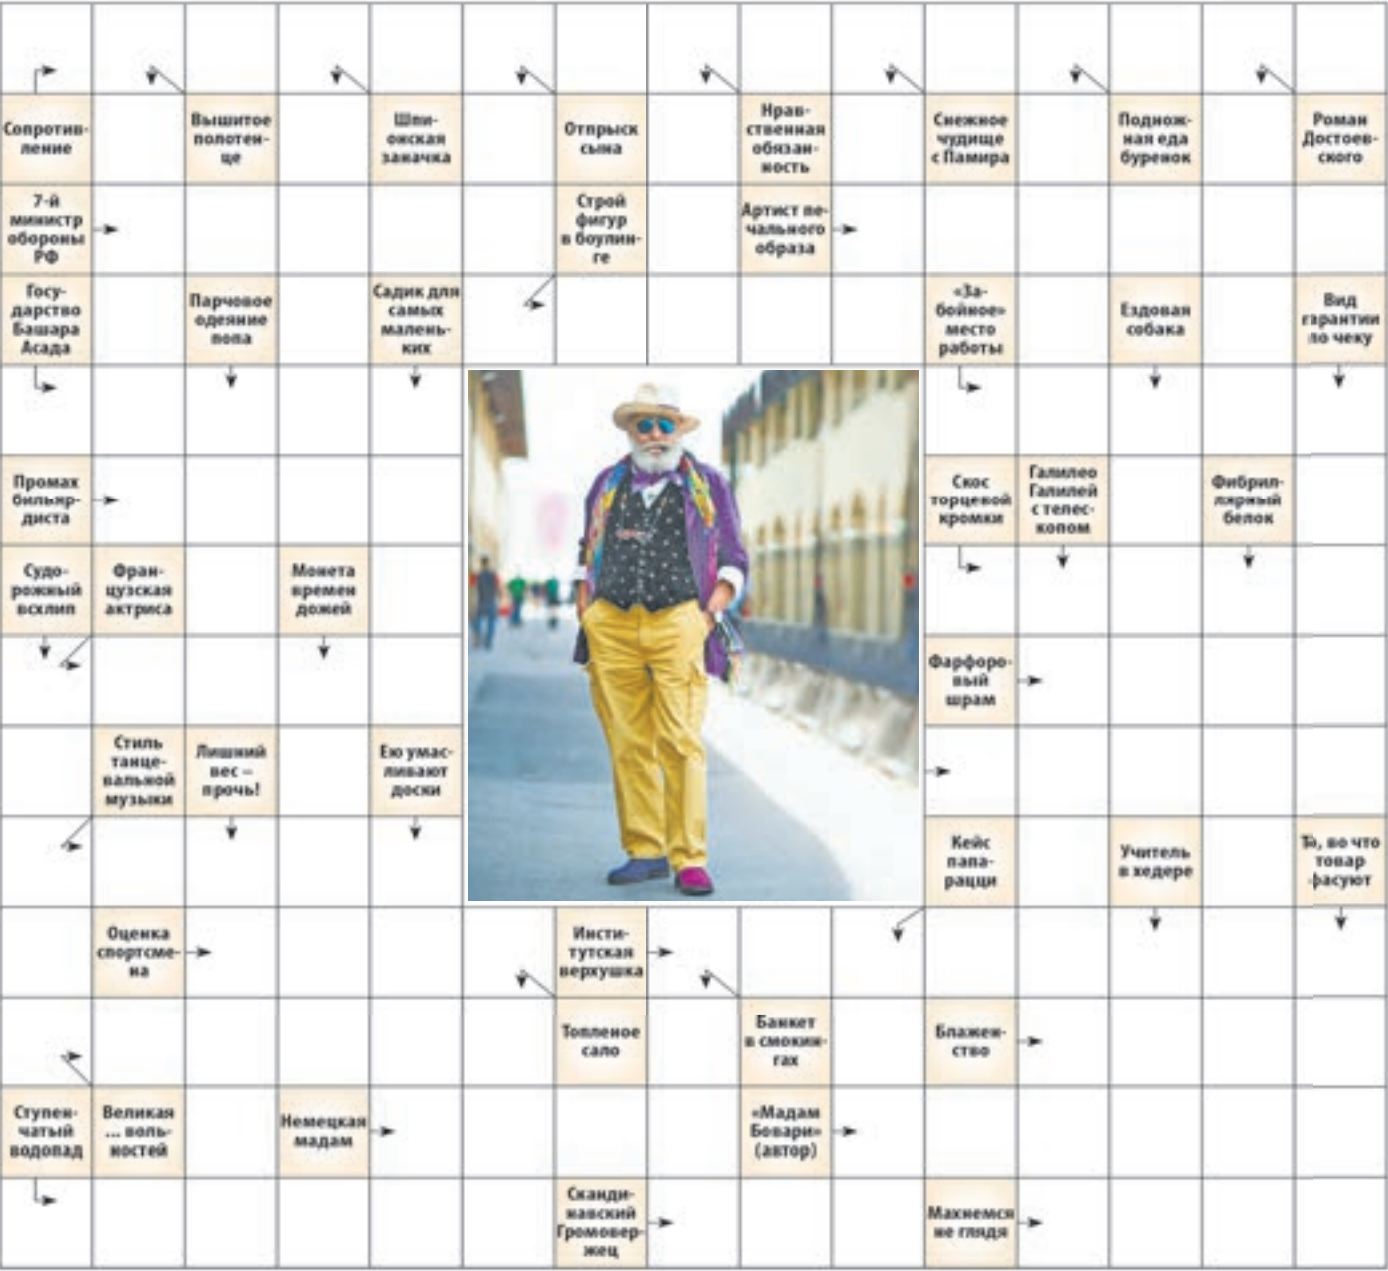 Сопротив-
ление
Вышитое
полотен-
це
Шпи-
онская
заначка
Отпрыск
сына
Нрав-
ственная
обязан-
ность
Снежное
чудище
с Памира
Поднож-
ная еда
буренок
Роман
Достоев-
ского
7-й
министр
обороны
РФ
Строй
фигур
в боулин-
ге
Артист пе-
чального
образа
Госу-
дарство
Башара
Асада
Парчовое
одеяние
попа
Садик для
самых
малень-
ких
«За-
бойное»
место
работы
Ездовая
собака
Вид
гарантии
по чеку
Промах
бильяр-
диста
Скос
торцевой
кромки
Галилео
Галилей
с телес-
копом
Фибрил-
лярный
белок
Судо-
рожный
всхлип
Фран-
цузская
актриса
Монета
времен
дожей
Фарфоро-
вый
шрам
Стиль
танце-
вальной
музыки
Лишний
вес –
прочь!
Ею умас-
ливают
доски
Кейс
папа-
рацци
Учитель
в хедере
То, во что
товар
фасуют
Оценка
спортсме-
на
Инсти-
тутская
верхушка
Топленое
сало
Банкет
в смокин-
гах
Блажен-
ство
Ступен-
чатый
водопад
Великая
... воль-
ностей
Немецкая
мадам
«Мадам
Бовари»
(автор)
Сканди-
навский
Громовер-
жец
Махнемся
не глядя